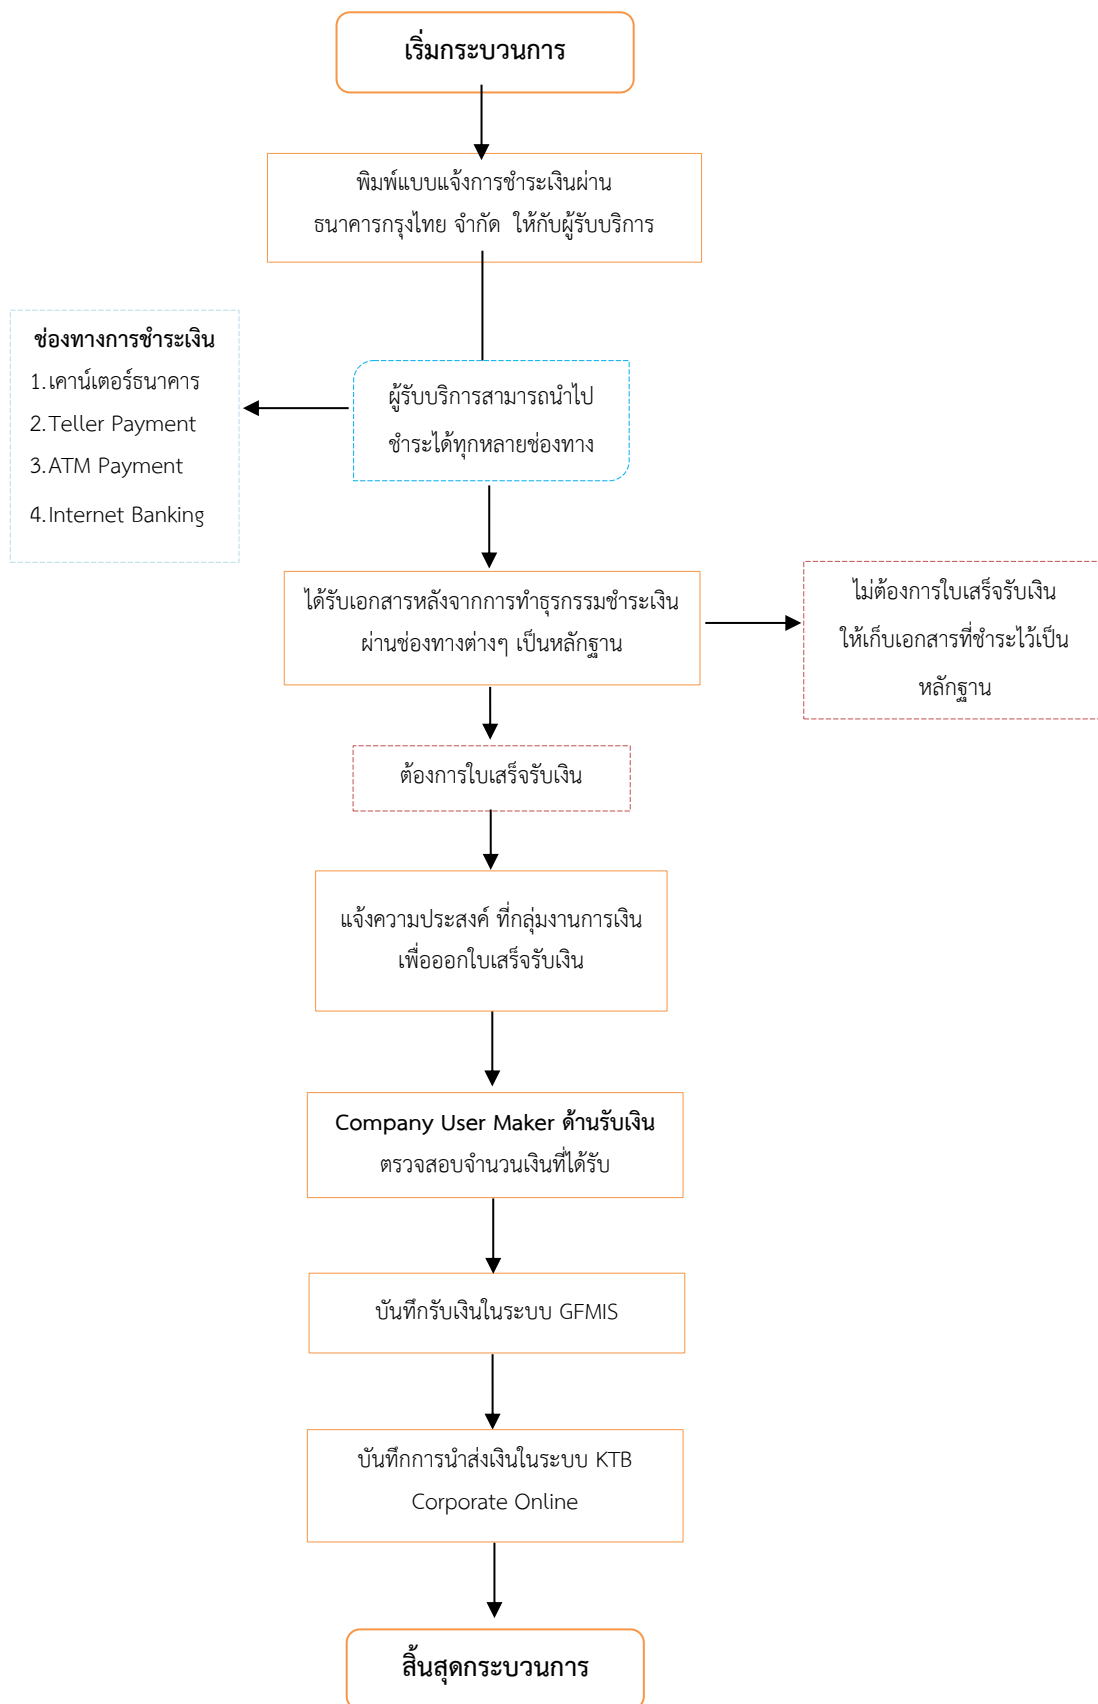 เริ่มกระบวนการ
พิมพ์แบบแจ้งการชำระเงินผ่าน
ธนาคารกรุงไทย จำกัด ให้กับผู้รับบริการ
ช่องทางการชำระเงิน
1.เคาน์เตอร์ธนาคาร
2.Teller Payment
3.ATM Payment
4.Internet Banking
ผู้รับบริการสามารถนำไป
ชำระได้ทุกหลายช่องทาง
ได้รับเอกสารหลังจากการทำธุรกรรมชำระเงิน
ผ่านช่องทางต่างๆ เป็นหลักฐาน
ไม่ต้องการใบเสร็จรับเงิน
ให้เก็บเอกสารที่ชำระไว้เป็น
หลักฐาน
ต้องการใบเสร็จรับเงิน
แจ้งความประสงค์ ที่กลุ่มงานการเงิน
เพื่อออกใบเสร็จรับเงิน
Company User Maker ด้านรับเงิน
ตรวจสอบจำนวนเงินที่ได้รับ
บันทึกรับเงินในระบบ GFMIS
บันทึกการนำส่งเงินในระบบ KTB
Corporate Online
สิ้นสุดกระบวนการ